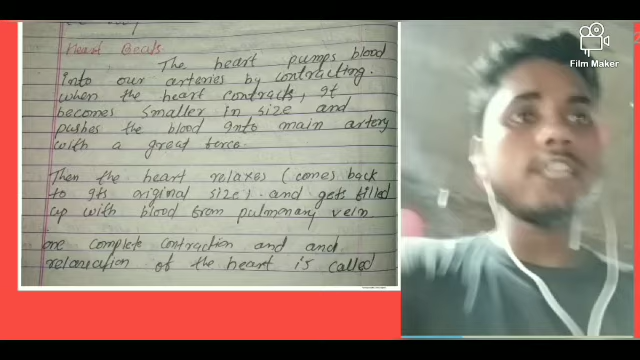 Heart Beats
The heart pumps blood
into our arteries by contracting.
when the heart contracts, It
becomes smaller in size and
pushes the blood Into main artery
with a great force.
Then the heart relaxes (comes back
to Its original size) and gets filled
up with blood from pulmonary vein
one complete contraction and and
relaxation of the heart is called
Film Maker